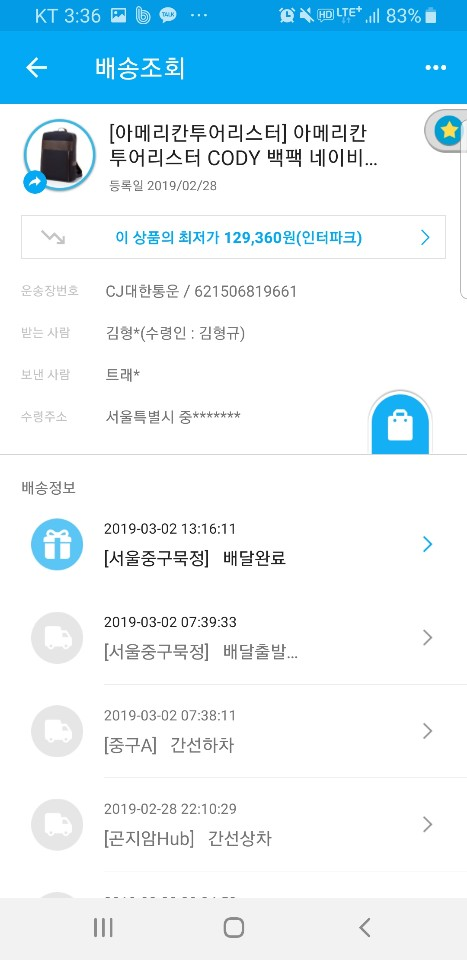 KT 3:36 TALK ... HD LTE+ 83%
배송조회
[아메리칸투어리스터] 아메리칸
투어리스터 CODY 백팩 네이비...
등록일 2019/02/28
이 상품의 최저가 129,360원(인터파크)
운송장번호 CJ대한통운 / 621506819661
받는 사람 김형*(수령인 : 김형규)
보낸 사람 트래*
수령주소 서울특별시 중*******
배송정보
2019-03-02 13:16:11
[서울중구묵정] 배달완료
2019-03-02 07:39:33
[서울중구묵정] 배달출발...
2019-03-02 07:38:11
[중구A] 간선하차
2019-02-28 22:10:29
[곤지암Hub] 간선상차